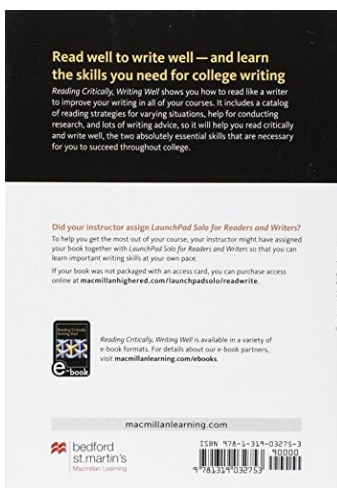 Read well to write well — and learn
the skills you need for college writing
Reading Critically, Writing Well shows you how to read like a writer
to improve your writing in all of your courses. It includes a catalog
of reading strategies for varying situations, help for conducting
research, and lots of writing advice, so it will help you read critically
and write well, the two absolutely essential skills that are necessary
for you to succeed throughout college.
Did your instructor assign LaunchPad Solo for Readers and Writers?
To help you get the most out of your course, your instructor might have assigned
your book together with LaunchPad Solo for Readers and Writers so that you can
learn important writing skills at your own pace.
If your book was not packaged with an access card, you can purchase access
online at macmillanhighered.com/launchpadsolo/readwrite.
Reading Critically
Writing Well
e-book
Reading Critically, Writing Well is available in a variety of
e-book formats. For details about our e-book partners,
visit macmillanlearning.com/ebooks.
macmillanlearning.com
bedford
st.martin's
Macmillan Learning
ISBN 978-1-319-03275-3
90000
9 781319 032753